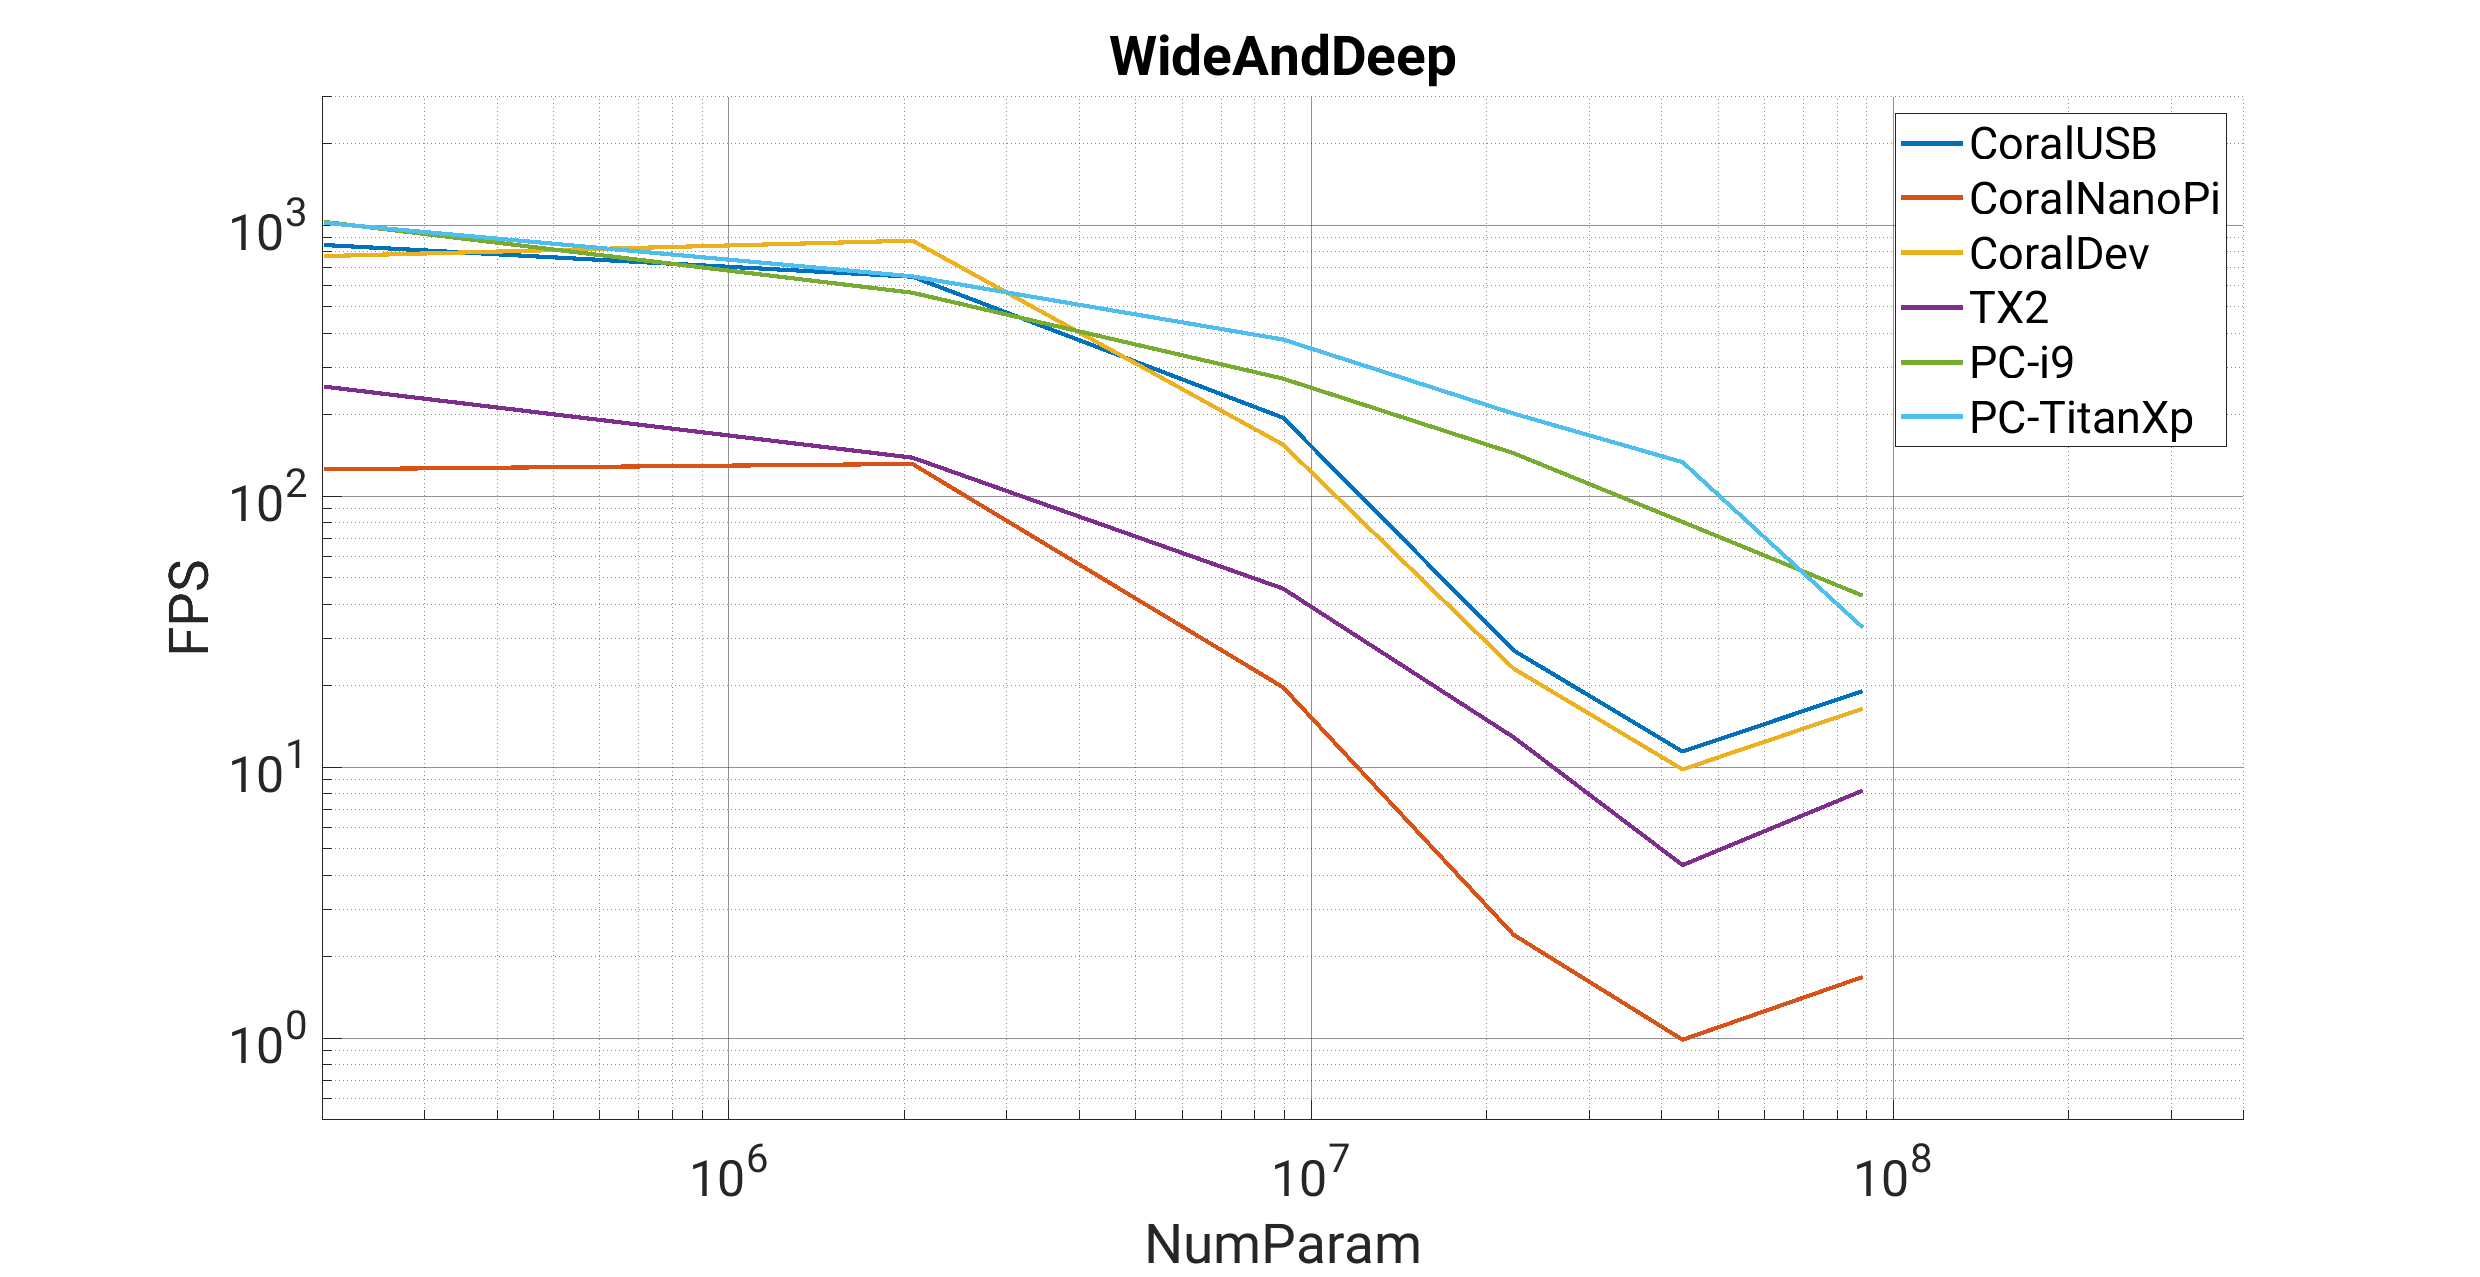 WideAndDeep
CoralUSB
CoralNanoPi
CoralDev
TX2
PC-i9
PC-TitanXp
10^3
10^2
10^1
10^0
FPS
10^6 10^7 10^8
NumParam